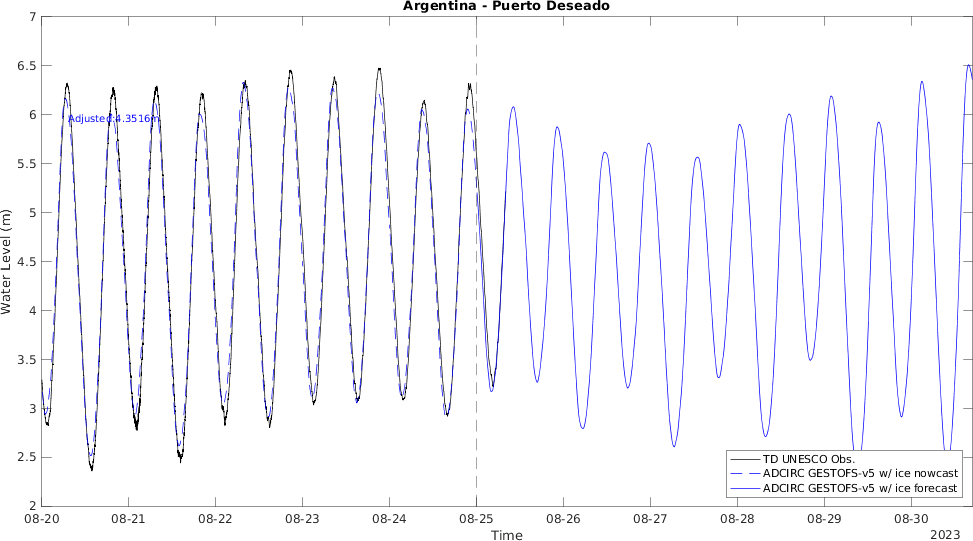 Argentina - Puerto Deseado
7
6.5
6
5.5
5
4.5
4
3.5
3
2.5
2
Water Level (m)
Adjusted:4.3516m
TD UNESCO Obs.
ADCIRC GESTOFS-v5 w/ ice nowcast
ADCIRC GESTOFS-v5 w/ ice forecast
08-20 08-21 08-22 08-23 08-24 08-25 08-26 08-27 08-28 08-29 08-30
Time
2023